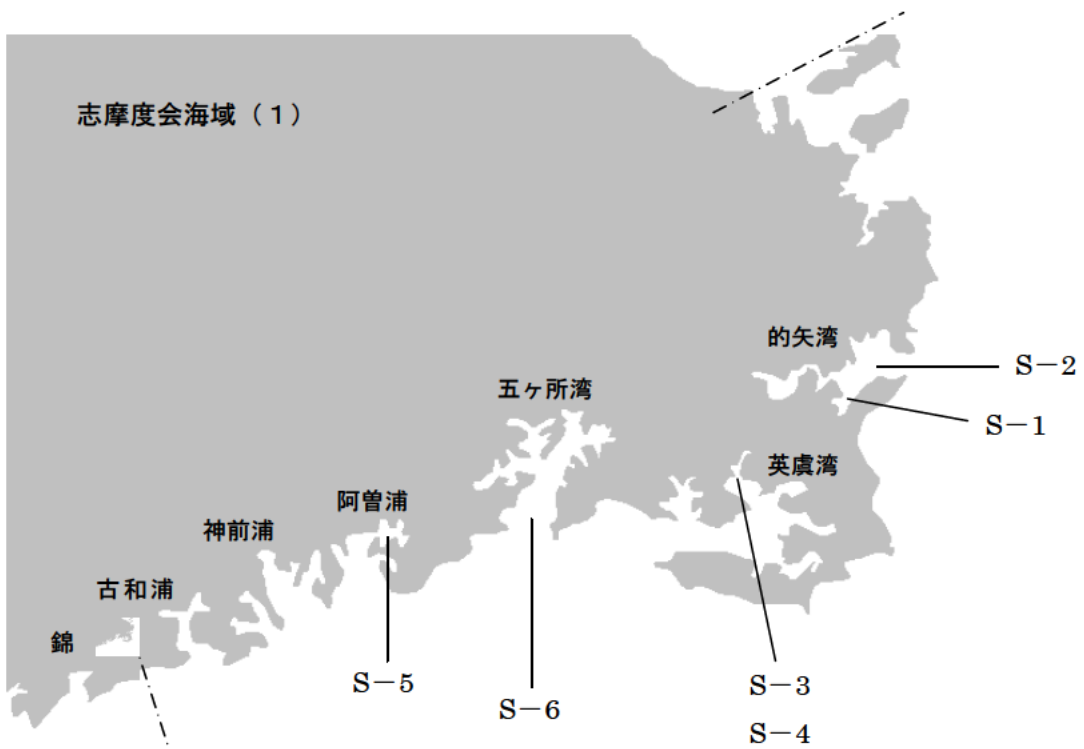 志摩度会海域(1)
的矢湾
S-2
五ヶ所湾
S-1
英虞湾
阿曽浦
神前浦
古和浦
錦
S-5
S-6
S-3
S-4